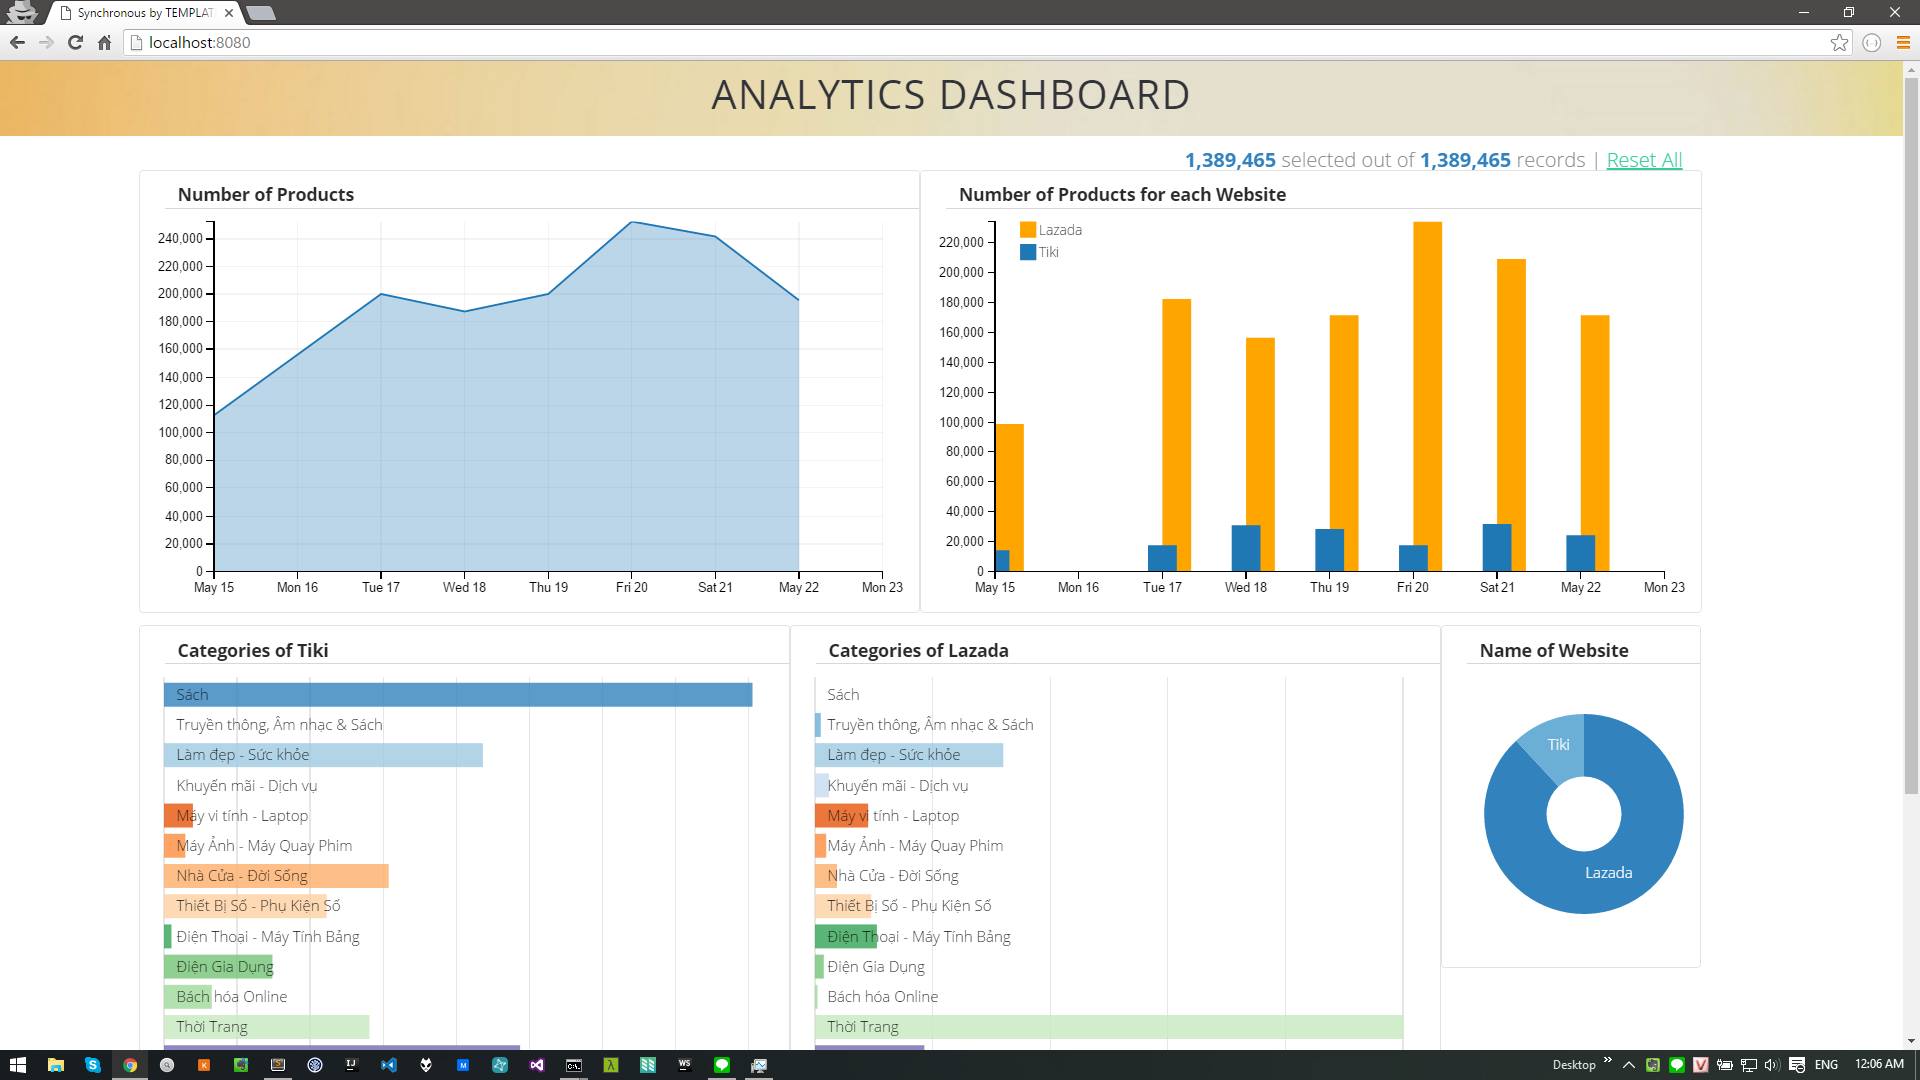 Synchronous by TEMPLAT
localhost:8080
ANALYTICS DASHBOARD
1,389,465 selected out of 1,389,465 records | Reset All
Number of Products
240,000
220,000
200,000
180,000
160,000
140,000
120,000
100,000
80,000
60,000
40,000
20,000
0
May 15 Mon 16 Tue 17 Wed 18 Thu 19 Fri 20 Sat 21 May 22 Mon 23
Number of Products for each Website
Lazada
Tiki
220,000
200,000
180,000
160,000
140,000
120,000
100,000
80,000
60,000
40,000
20,000
0
May 15 Mon 16 Tue 17 Wed 18 Thu 19 Fri 20 Sat 21 May 22 Mon 23
Categories of Tiki
Sách
Truyền thông, Âm nhạc & Sách
Làm đẹp - Sức khỏe
Khuyến mãi - Dịch vụ
Máy vi tính - Laptop
Máy Ảnh - Máy Quay Phim
Nhà Cửa - Đời Sống
Thiết Bị Số - Phụ Kiện Số
Điện Thoại - Máy Tính Bảng
Điện Gia Dụng
Bách hóa Online
Thời Trang
Categories of Lazada
Sách
Truyền thông, Âm nhạc & Sách
Làm đẹp - Sức khỏe
Khuyến mãi - Dịch vụ
Máy vi tính - Laptop
Máy Ảnh - Máy Quay Phim
Nhà Cửa - Đời Sống
Thiết Bị Số - Phụ Kiện Số
Điện Thoại - Máy Tính Bảng
Điện Gia Dụng
Bách hóa Online
Thời Trang
Name of Website
Tiki
Lazada
Desktop ENG 12:06 AM